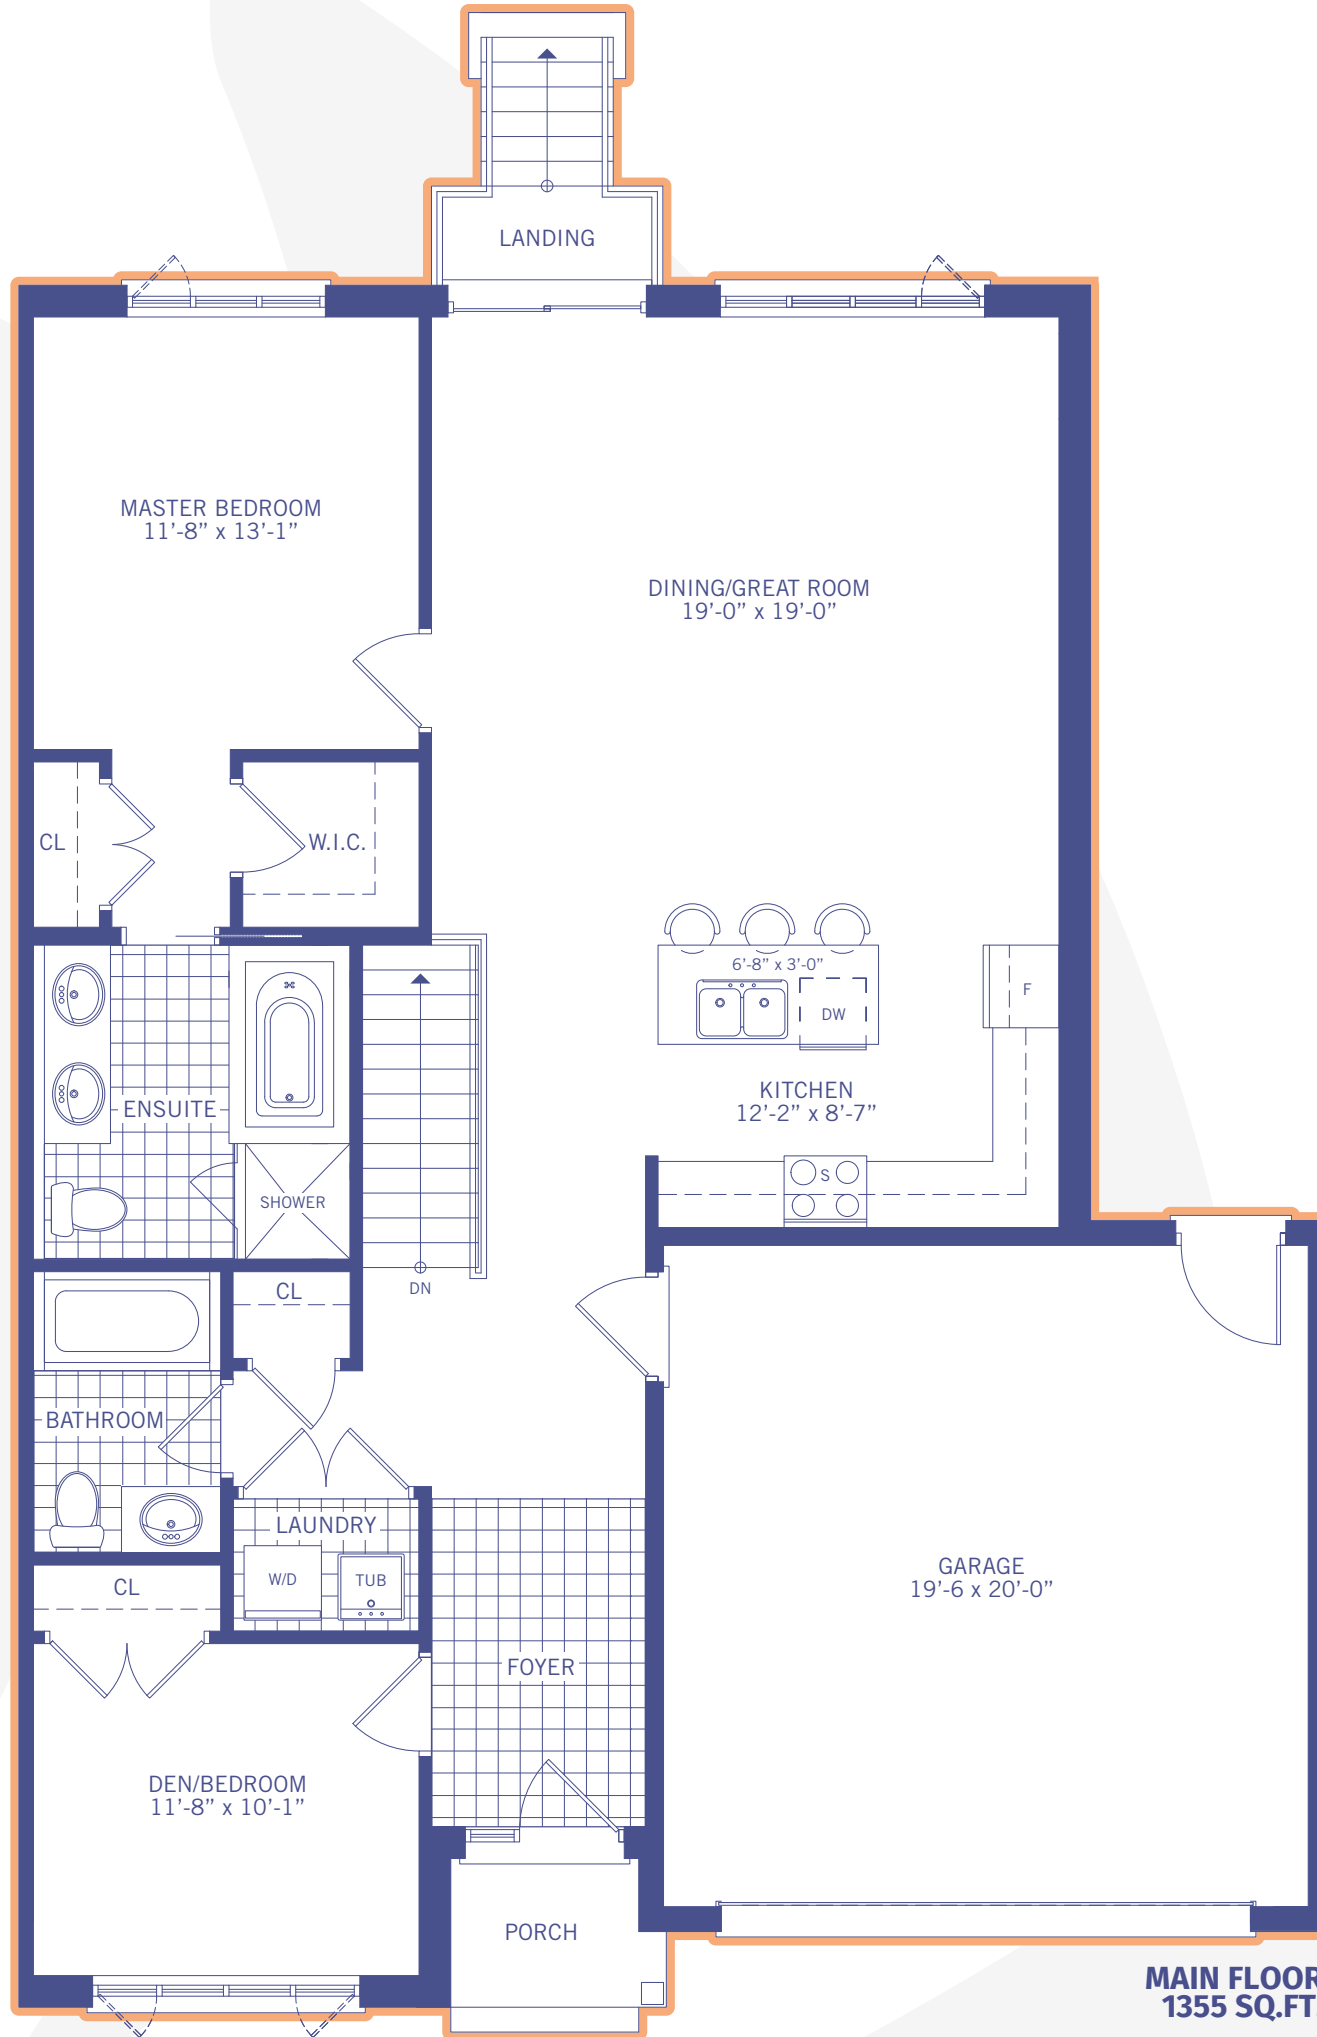 LANDING
MASTER BEDROOM
11’-8” x 13’-1”
DINING/GREAT ROOM
19’-0” x 19’-0”
CL
W.I.C.
6’-8” x 3’-0”
F
DW
KITCHEN
12’-2” x 8’-7”
ENSUITE
S
SHOWER
DN
CL
BATHROOM
LAUNDRY
W/D
TUB
CL
GARAGE
19’-6 x 20’-0”
FOYER
DEN/BEDROOM
11’-8” x 10’-1”
PORCH
MAIN FLOOR
1355 SQ.FT.